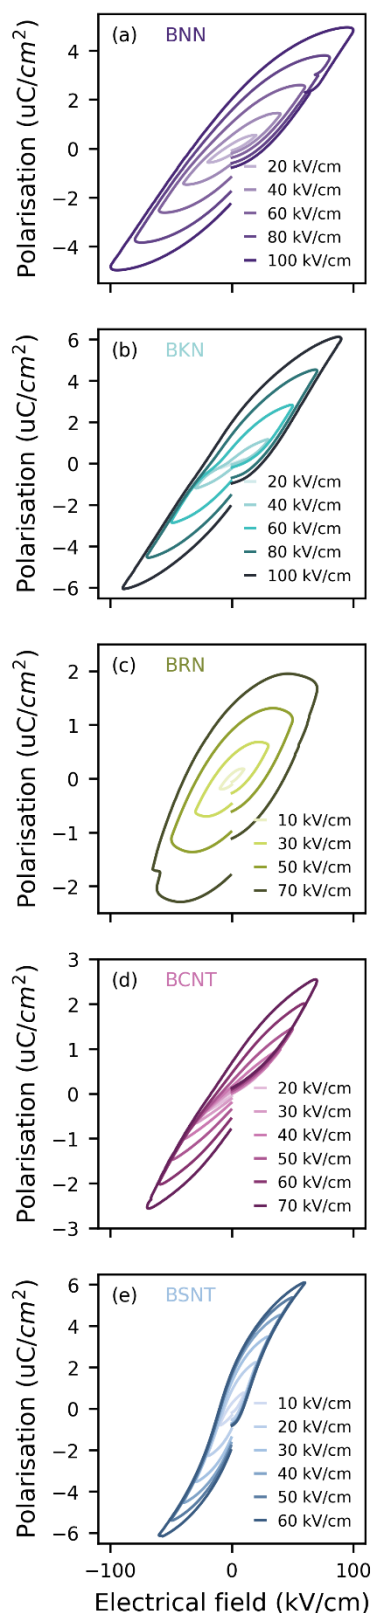 (a) BNN
Polarisation (uC/cm²)
4
2
0
−2
−4
20 kV/cm
40 kV/cm
60 kV/cm
80 kV/cm
100 kV/cm
(b) BKN
Polarisation (uC/cm²)
6
4
2
0
−2
−4
−6
20 kV/cm
40 kV/cm
60 kV/cm
80 kV/cm
100 kV/cm
(c) BRN
Polarisation (uC/cm²)
2
1
0
−1
−2
10 kV/cm
30 kV/cm
50 kV/cm
70 kV/cm
(d) BCNT
Polarisation (uC/cm²)
3
2
1
0
−1
−2
−3
20 kV/cm
30 kV/cm
40 kV/cm
50 kV/cm
60 kV/cm
70 kV/cm
(e) BSNT
Polarisation (uC/cm²)
6
4
2
0
−2
−4
−6
10 kV/cm
20 kV/cm
30 kV/cm
40 kV/cm
50 kV/cm
60 kV/cm
−100 0 100
Electrical field (kV/cm)